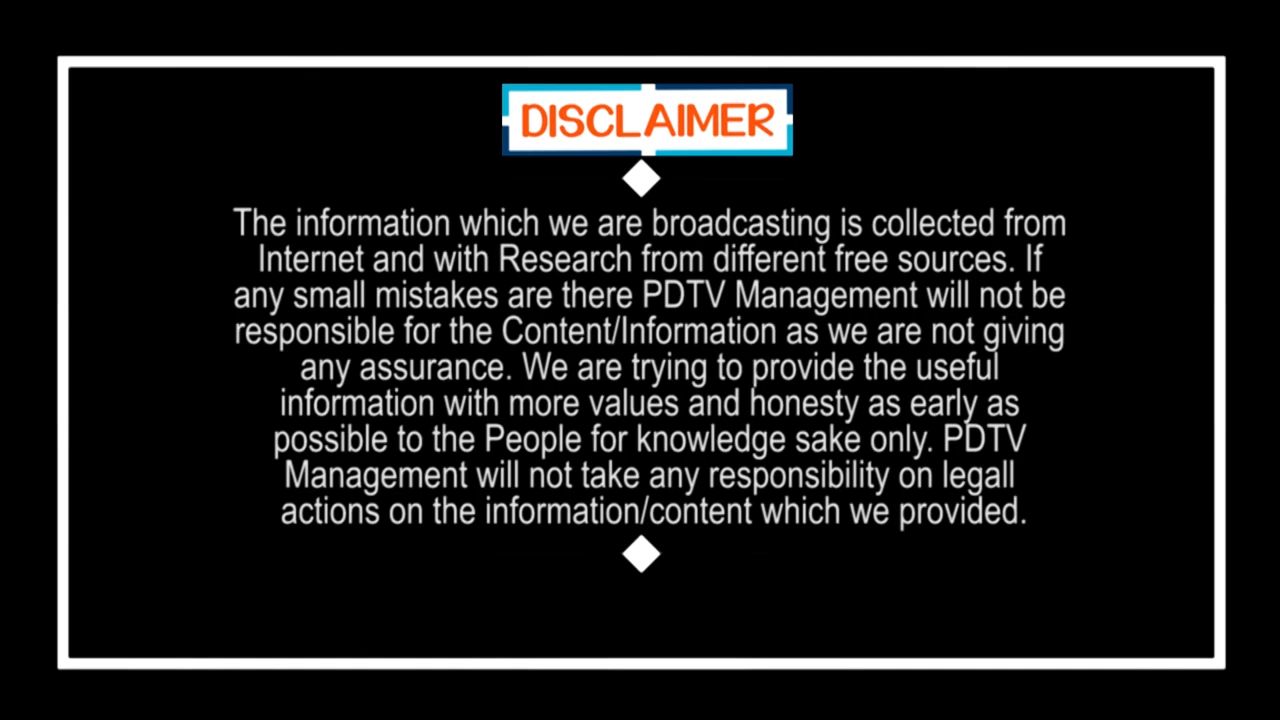 DISCLAIMER
The information which we are broadcasting is collected from
Internet and with Research from different free sources. If
any small mistakes are there PDTV Management will not be
responsible for the Content/Information as we are not giving
any assurance. We are trying to provide the useful
information with more values and honesty as early as
possible to the People for knowledge sake only. PDTV
Management will not take any responsibility on legall
actions on the information/content which we provided.